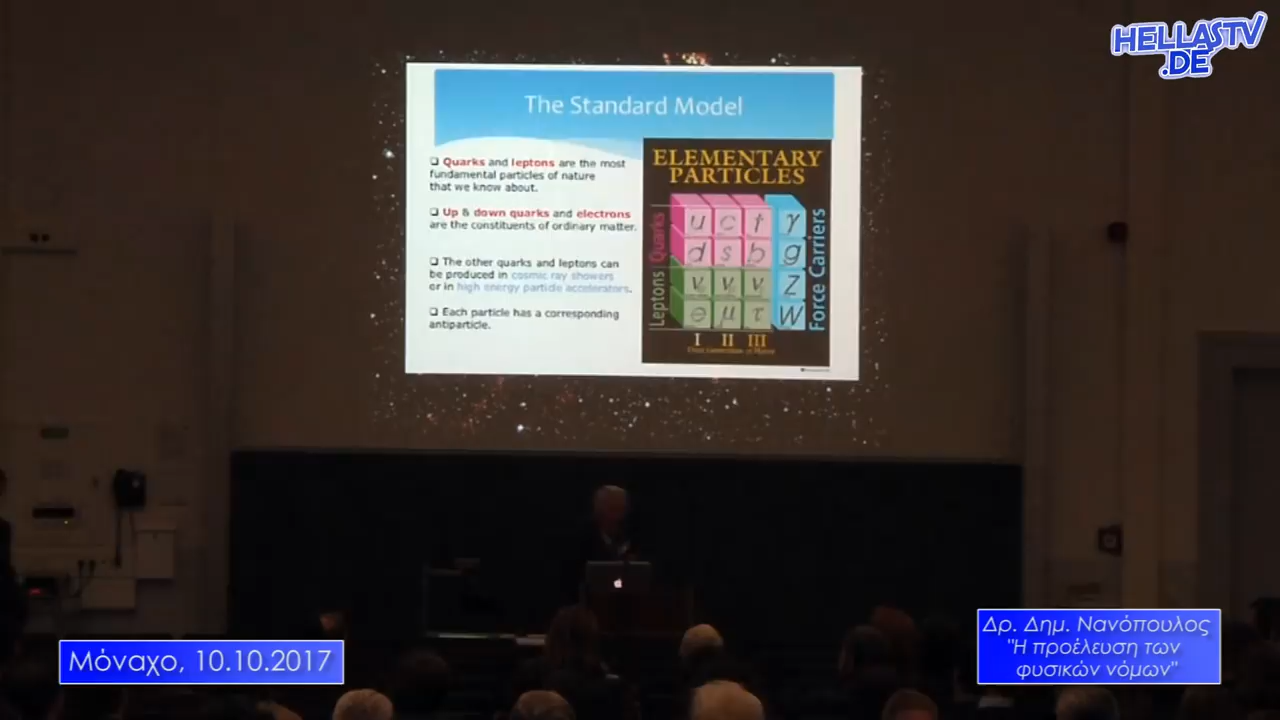 HELLASTV
.DE
The Standard Model
❑ Quarks and leptons are the most
fundamental particles of nature
that we know about.
❑ Up & down quarks and electrons
are the constituents of ordinary matter.
❑ The other quarks and leptons can
be produced in cosmic ray showers
or in high energy particle accelerators.
❑ Each particle has a corresponding
antiparticle.
ELEMENTARY
PARTICLES
Quarks
Leptons
u c t γ
d s b g
ν ν ν Z
e μ τ W
Force Carriers
I II III
Μόναχο, 10.10.2017
Δρ. Δημ. Νανόπουλος
"Η προέλευση των
φυσικών νόμων"